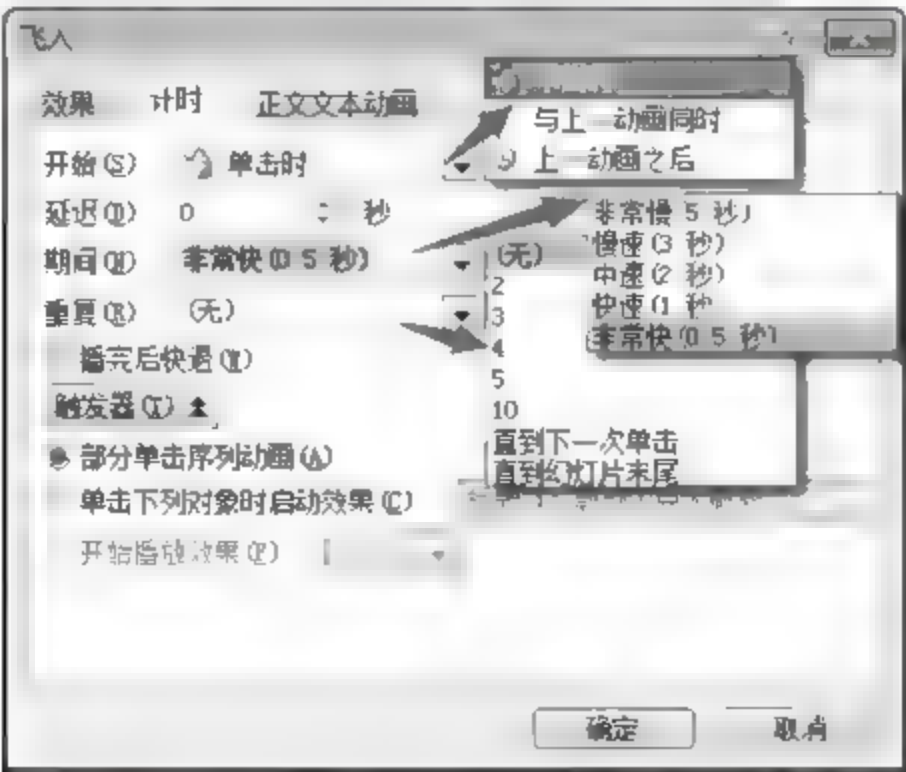 飞入
效果 计时 正文文本动画
与上一动画同时
上一动画之后
开始(S) 单击时
延迟(D) 0 秒
期间(N) 非常快(0 5 秒)
重复(R) (无)
非常慢 5 秒)
慢速(3 秒)
中速(2 秒)
快速(1 秒
非常快(0 5 秒)
(无)
2
3
4
5
10
直到下一次单击
直到幻灯片末尾
播完后快退(W)
触发器(T)
部分单击序列动画(A)
单击下列对象时启动效果(C)
开始播放效果(P)
确定 取消